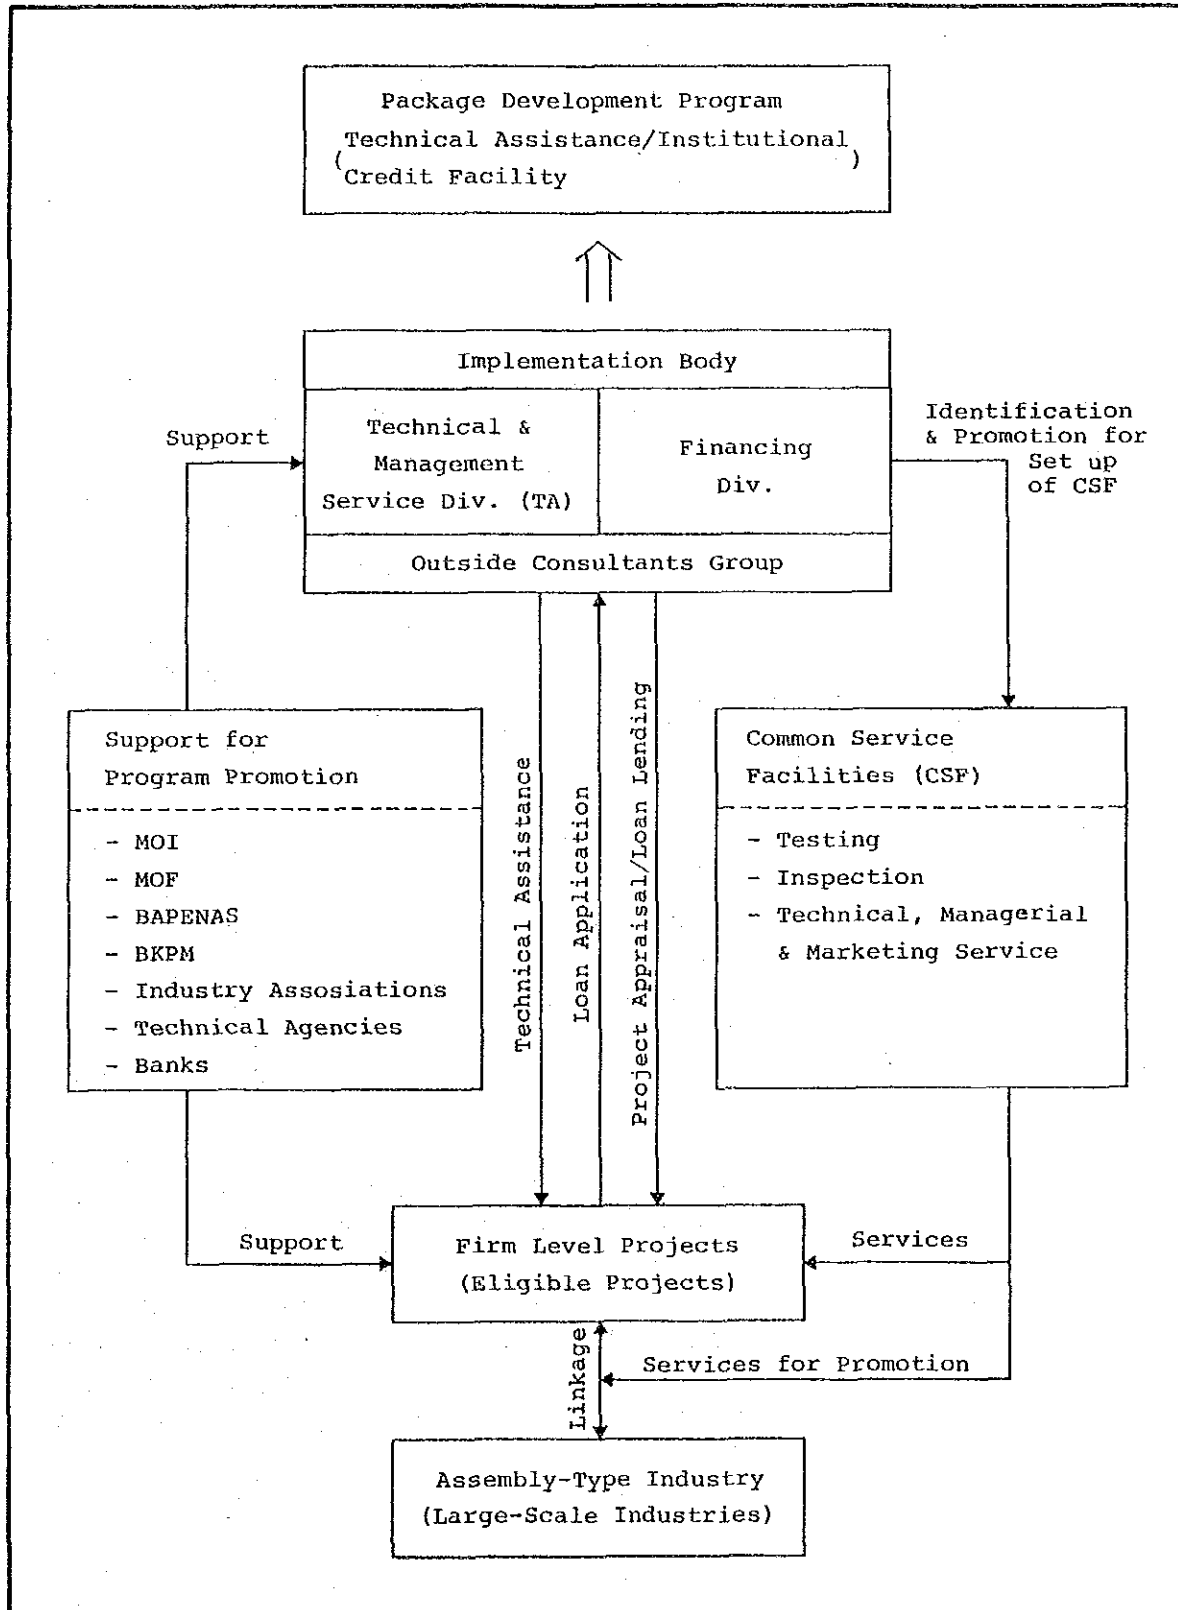 Package Development Program
(Technical Assistance/Institutional
Credit Facility)
Implementation Body
Support
Technical &
Management
Service Div. (TA)
Financing
Div.
Identification
& Promotion for
Set up
of CSF
Outside Consultants Group
Support for
Program Promotion
- MOI
- MOF
- BAPENAS
- BKPM
- Industry Assosiations
- Technical Agencies
- Banks
Technical Assistance
Loan Application
Project Appraisal/Loan Lending
Common Service
Facilities (CSF)
- Testing
- Inspection
- Technical, Managerial
& Marketing Service
Support
Firm Level Projects
(Eligible Projects)
Services
Linkage
Services for Promotion
Assembly-Type Industry
(Large-Scale Industries)